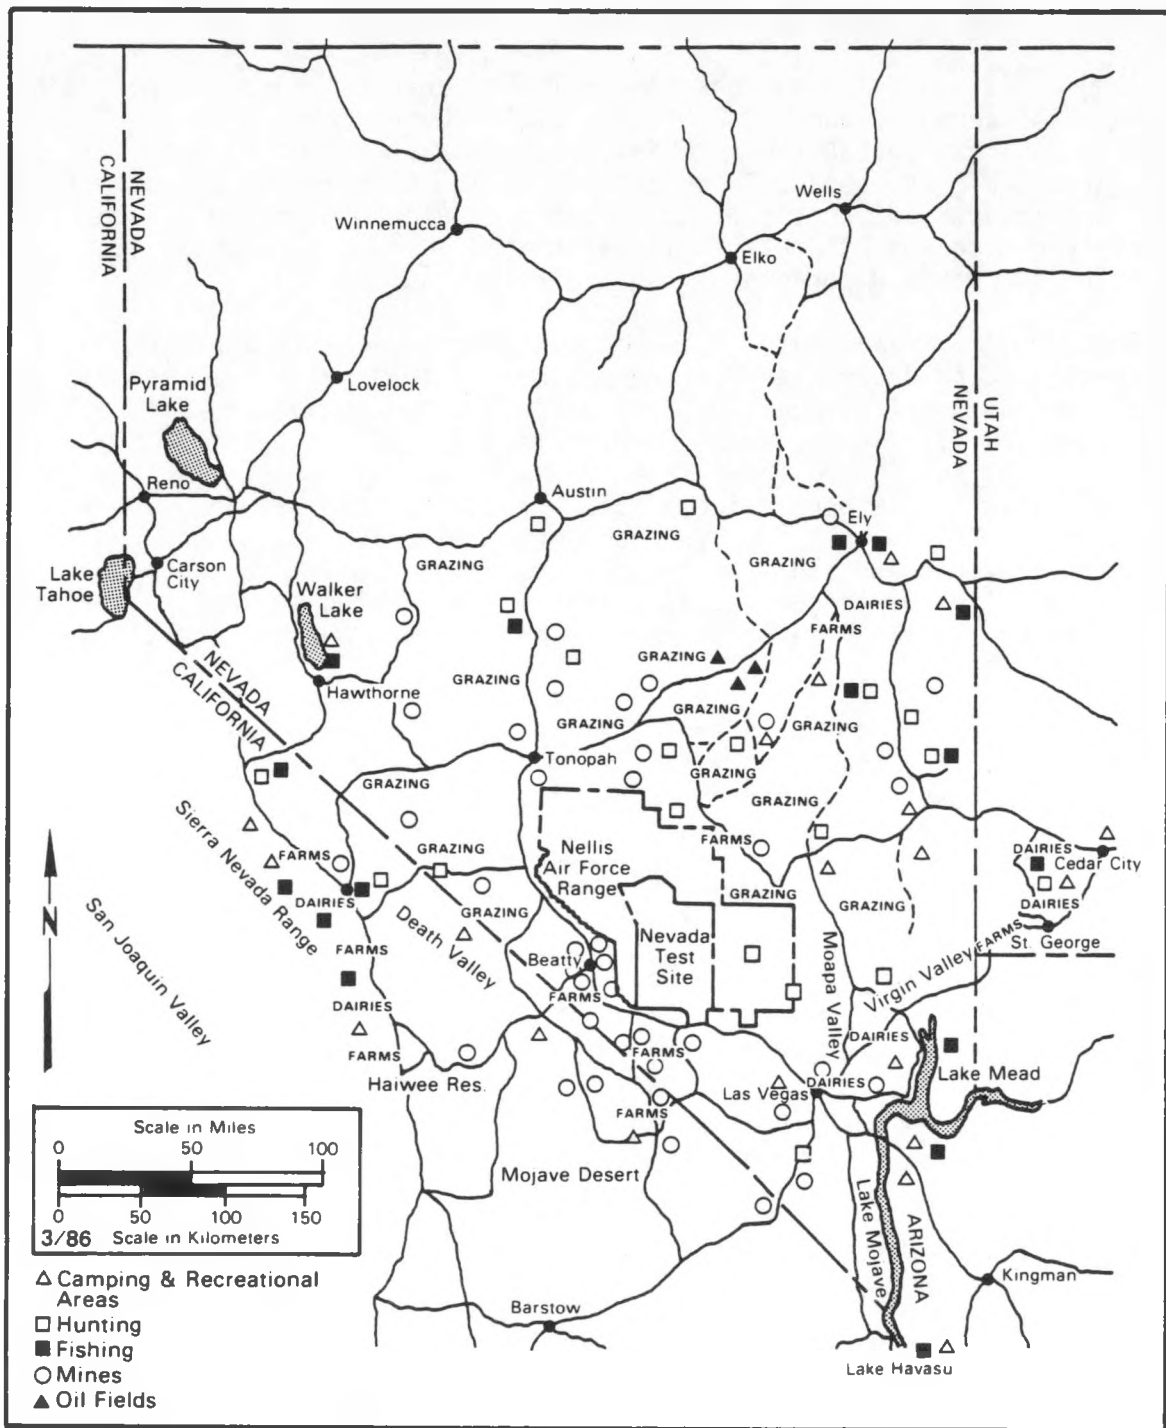 CALIFORNIA
NEVADA
Winnemucca
Wells
Elko
Pyramid
Lake
Lovelock
NEVADA
UTAH
Reno
Austin
Ely
Lake
Tahoe
Carson
City
Walker
Lake
GRAZING
GRAZING
GRAZING
DAIRIES
FARMS
NEVADA
CALIFORNIA
Hawthorne
GRAZING
GRAZING
GRAZING
GRAZING
GRAZING
Tonopah
GRAZING
GRAZING
GRAZING
Sierra Nevada Range
FARMS
GRAZING
Nellis
Air Force
Range
FARMS
DAIRIES
Cedar City
DAIRIES
St. George
San Joaquin Valley
N
DAIRIES
FARMS
DAIRIES
FARMS
Death Valley
GRAZING
Beatty
FARMS
Nevada
Test
Site
GRAZING
GRAZING
Moapa Valley
Virgin Valley
FARMS
DAIRIES
Haiwee Res.
FARMS
FARMS
Las Vegas
DAIRIES
Lake Mead
Mojave Desert
Lake Mojave
ARIZONA
Kingman
Barstow
Lake Havasu
Scale in Miles
0 50 100
0 50 100 150
3/86 Scale in Kilometers
Camping & Recreational
Areas
Hunting
Fishing
Mines
Oil Fields